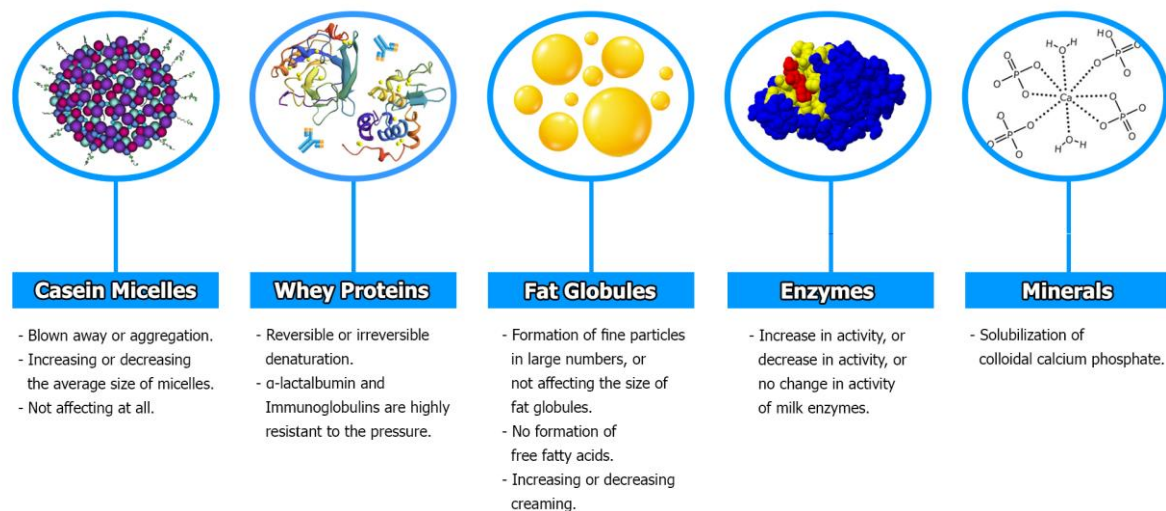 Casein Micelles
- Blown away or aggregation.
- Increasing or decreasing
the average size of micelles.
- Not affecting at all.
Whey Proteins
- Reversible or irreversible
denaturation.
- α-lactalbumin and
Immunoglobulins are highly
resistant to the pressure.
Fat Globules
- Formation of fine particles
in large numbers, or
not affecting the size of
fat globules.
- No formation of
free fatty acids.
- Increasing or decreasing
creaming.
Enzymes
- Increase in activity, or
decrease in activity, or
no change in activity
of milk enzymes.
H H
O
HO O
P
O
O
O
P
O
O
O
Ca
O
P
O
O
O
O
P
O
O
O
O
H H
Minerals
- Solubilization of
colloidal calcium phosphate.